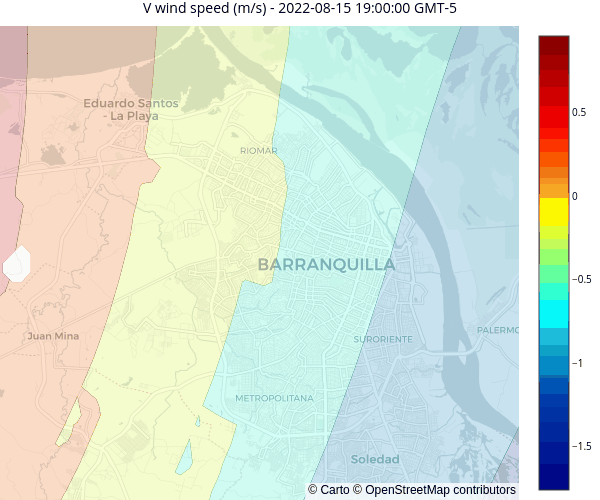 V wind speed (m/s) - 2022-08-15 19:00:00 GMT-5
Eduardo Santos
- La Playa
RIOMAR
BARRANQUILLA
Juan Mina
SURORIENTE
PALERMO
METROPOLITANA
Soledad
© Carto © OpenStreetMap contributors
0.5
0
−0.5
−1
−1.5